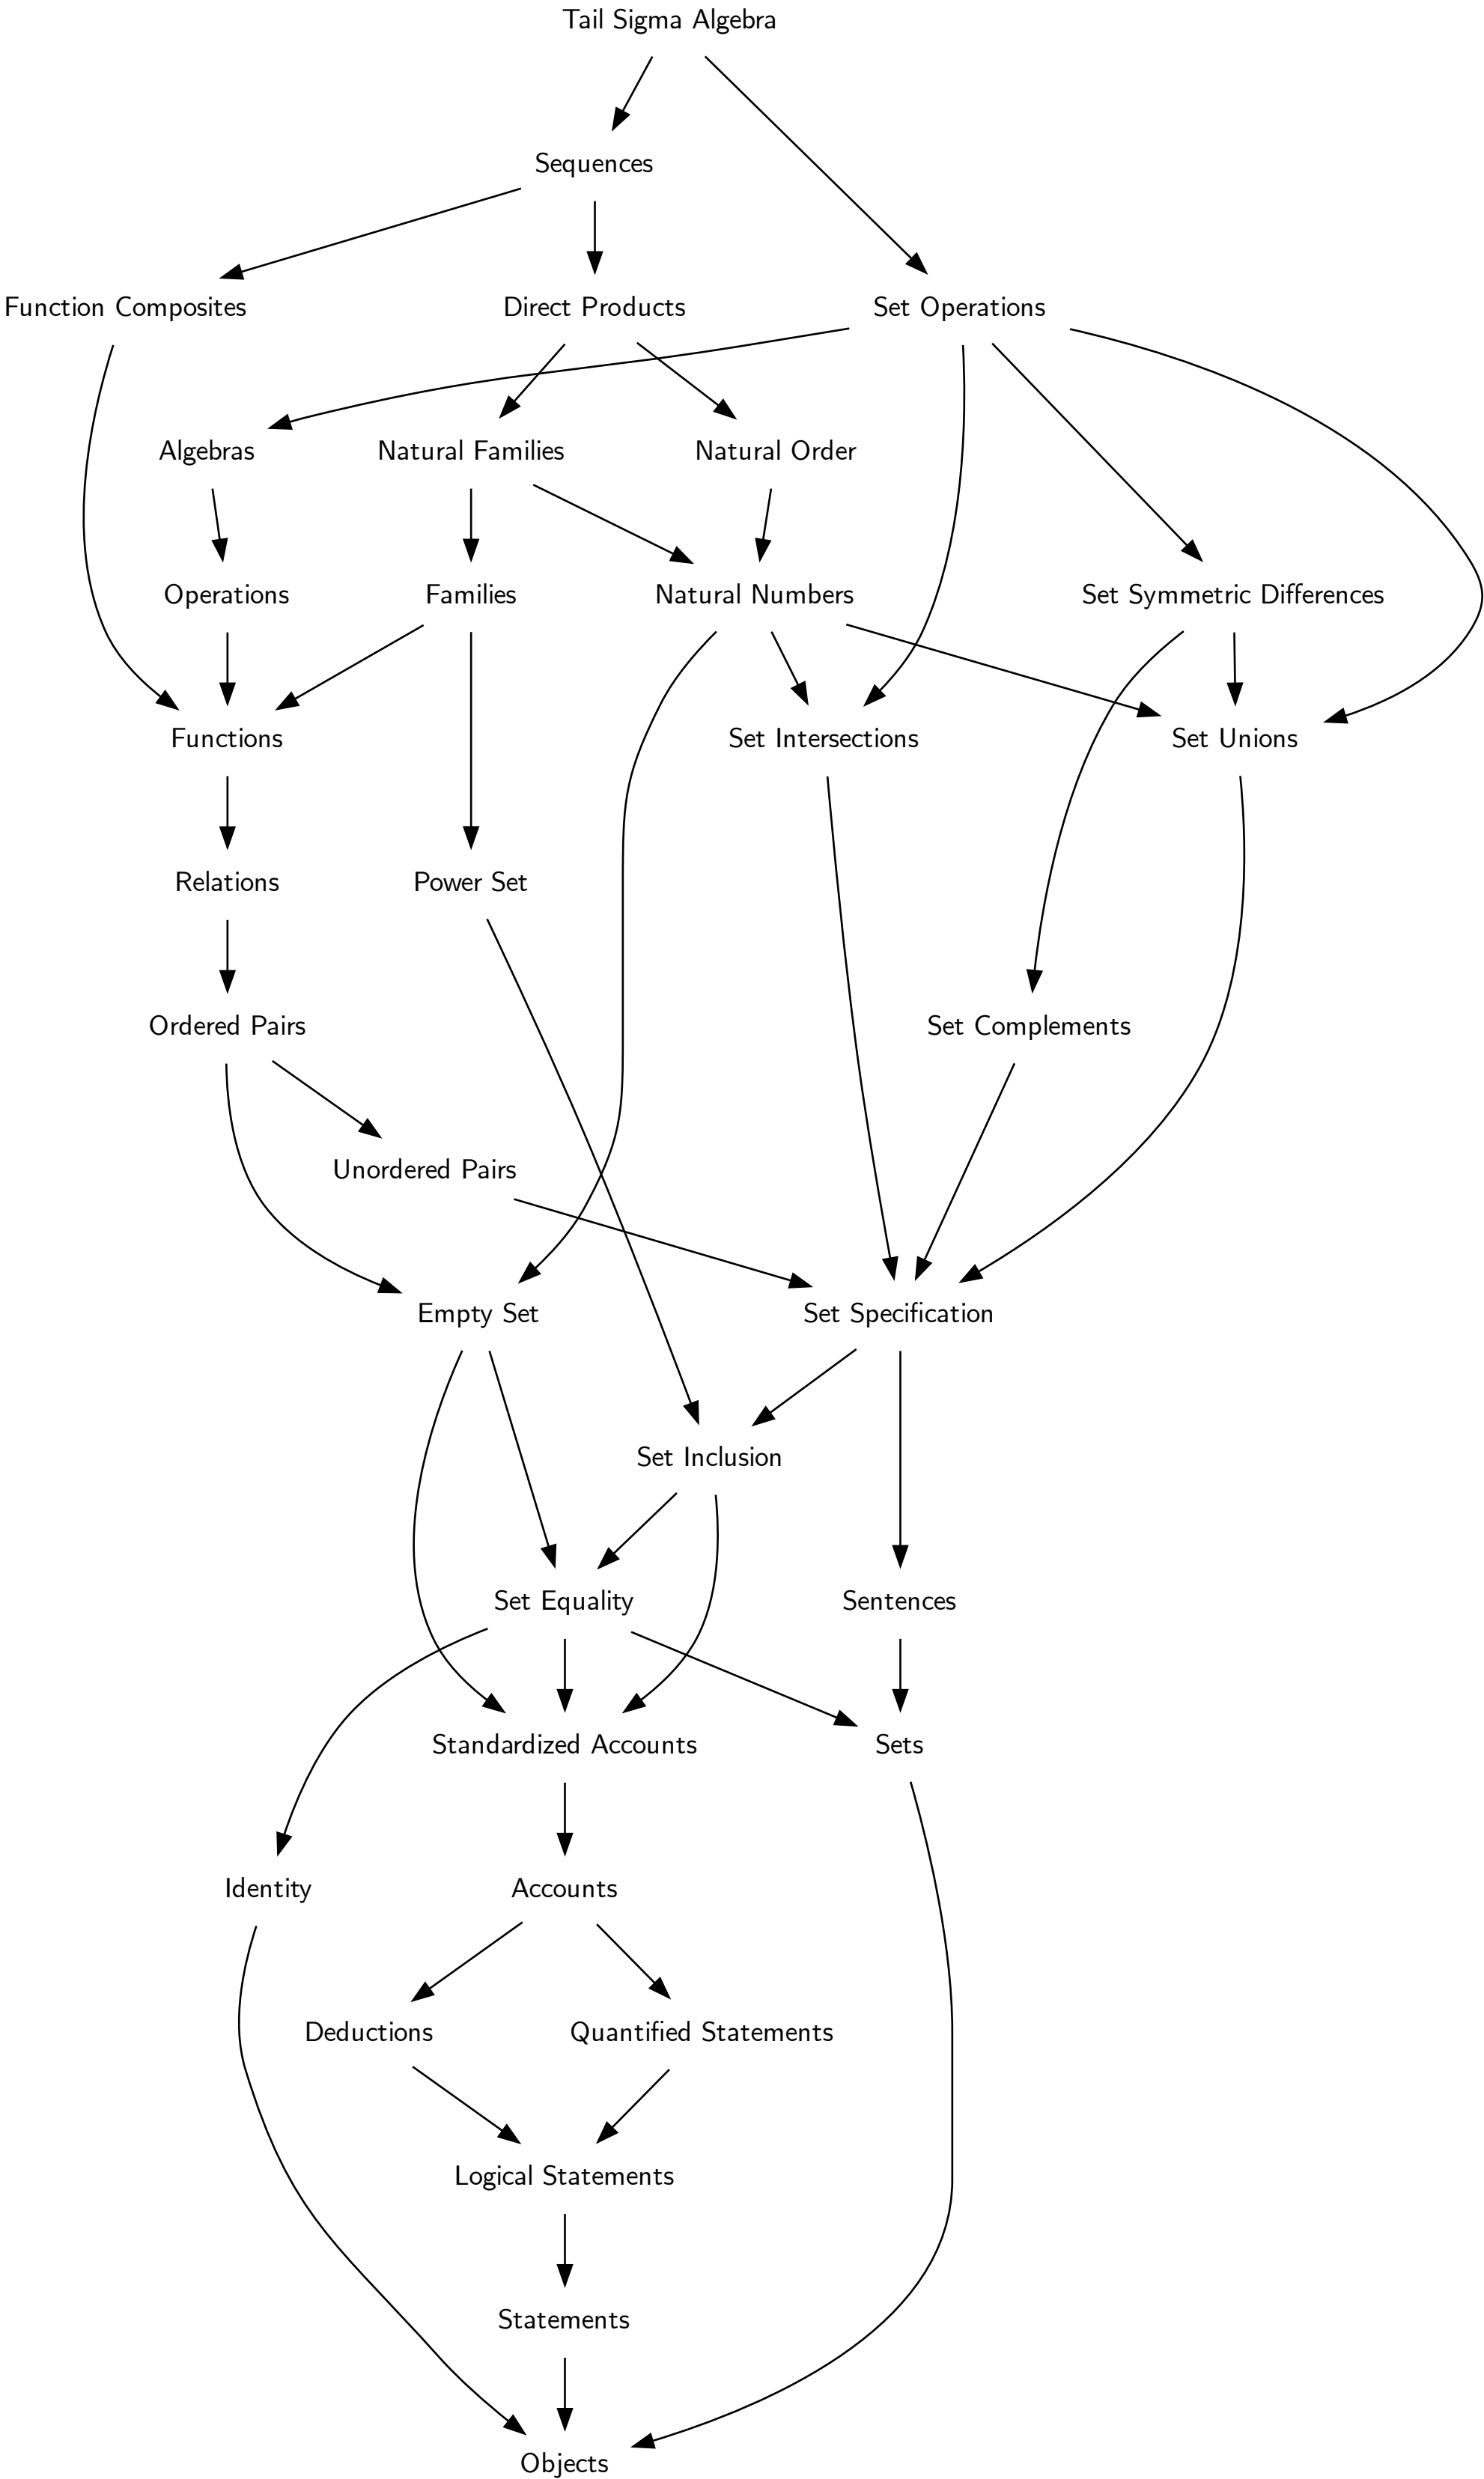 Tail Sigma Algebra
Sequences
Function Composites
Direct Products
Set Operations
Algebras
Natural Families
Natural Order
Operations
Families
Natural Numbers
Set Symmetric Differences
Functions
Set Intersections
Set Unions
Relations
Power Set
Ordered Pairs
Set Complements
Unordered Pairs
Empty Set
Set Specification
Set Inclusion
Set Equality
Sentences
Standardized Accounts
Sets
Identity
Accounts
Deductions
Quantified Statements
Logical Statements
Statements
Objects